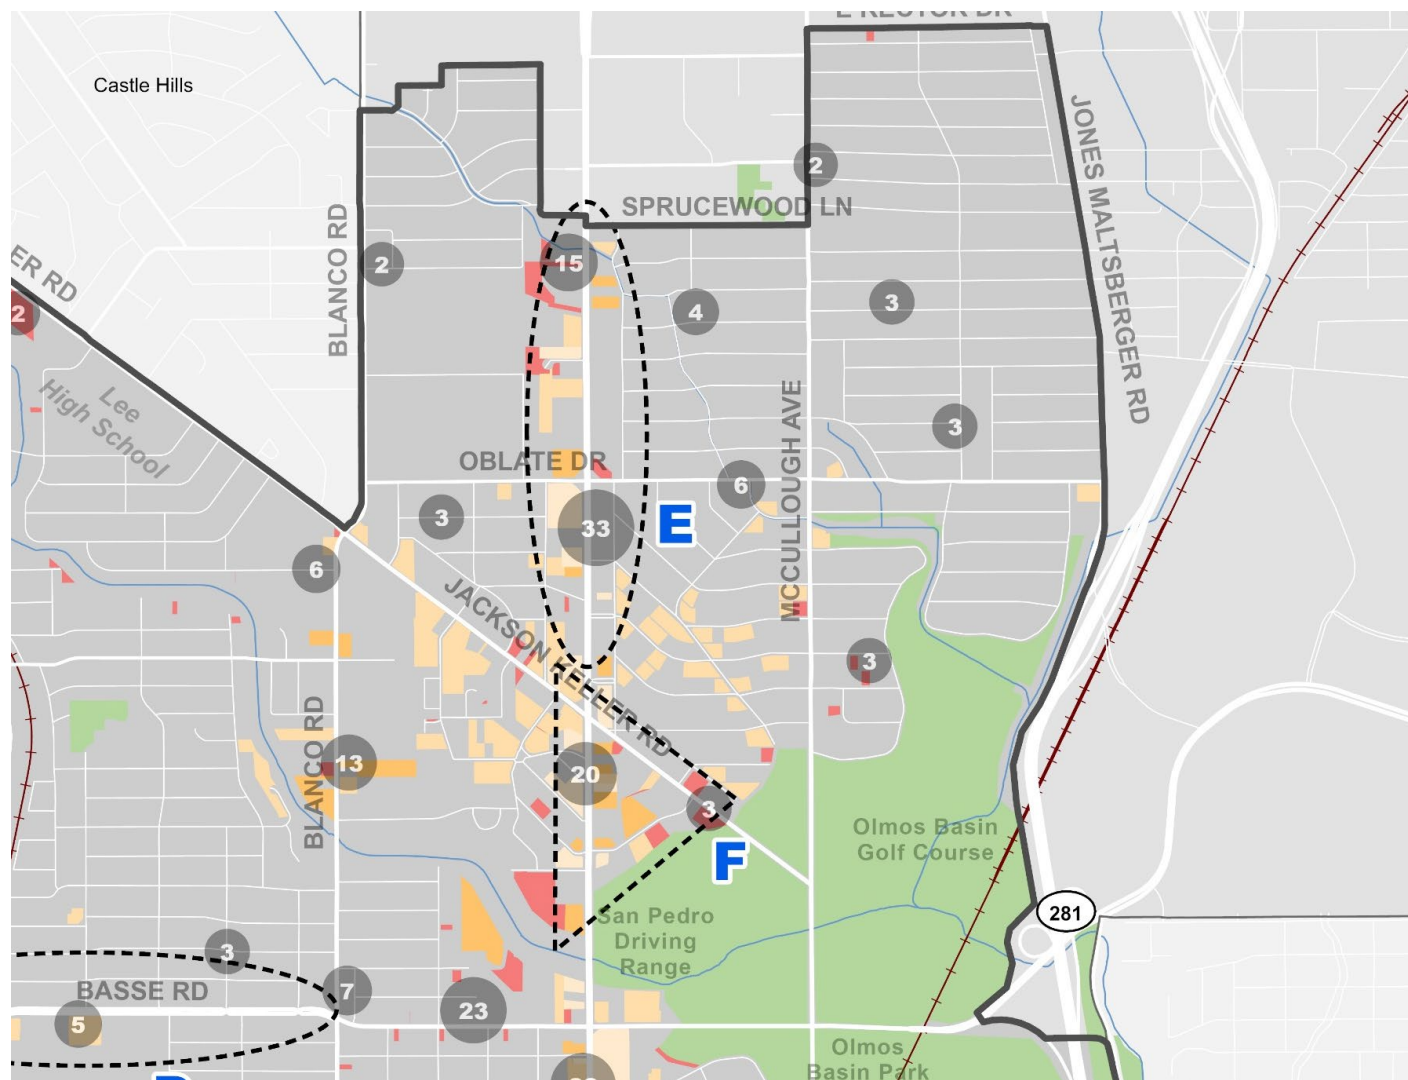 E RECTOR DR
Castle Hills
JONES MALTSBERGER RD
2
SPRUCEWOOD LN
BLANCO RD
ER RD
2
15
2
3
4
Lee
High School
MCCULLOUGH AVE
3
OBLATE DR
6
3
33
E
6
JACKSON KELLER RD
3
BLANCO RD
13
20
3
F
Olmos Basin
Golf Course
281
San Pedro
Driving
Range
3
BASSE RD
7
5
23
Olmos
Basin Park